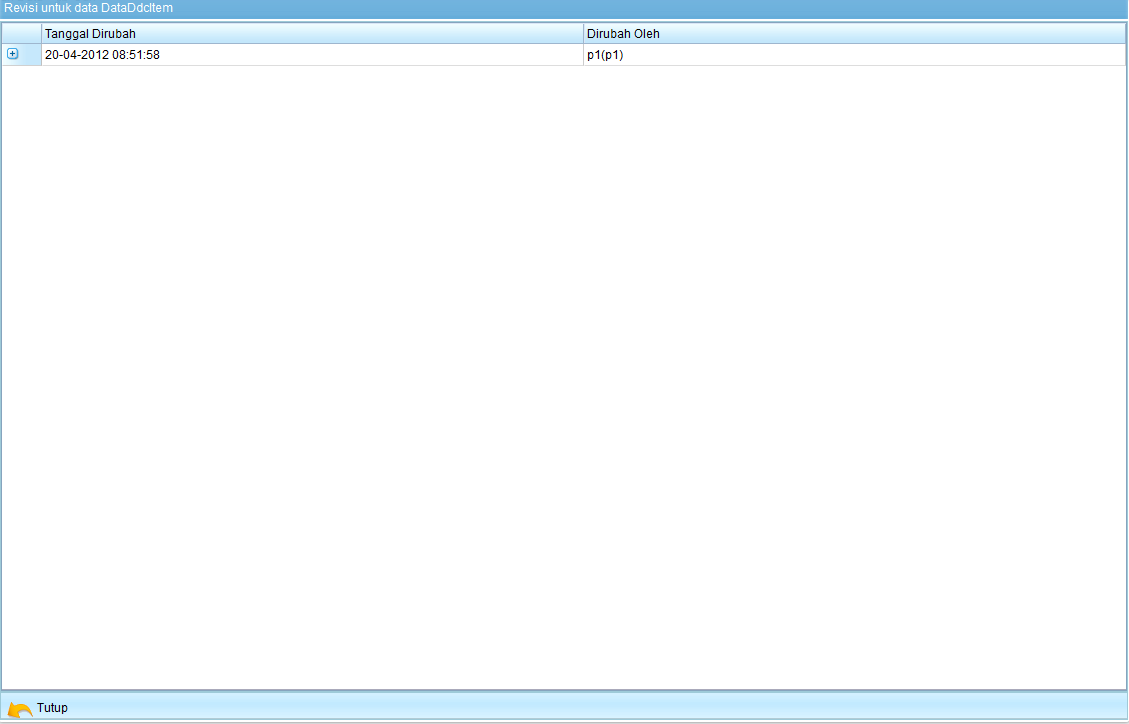 Revisi untuk data DataDdcItem
Tanggal Dirubah Dirubah Oleh
20-04-2012 08:51:58 p1(p1)
Tutup